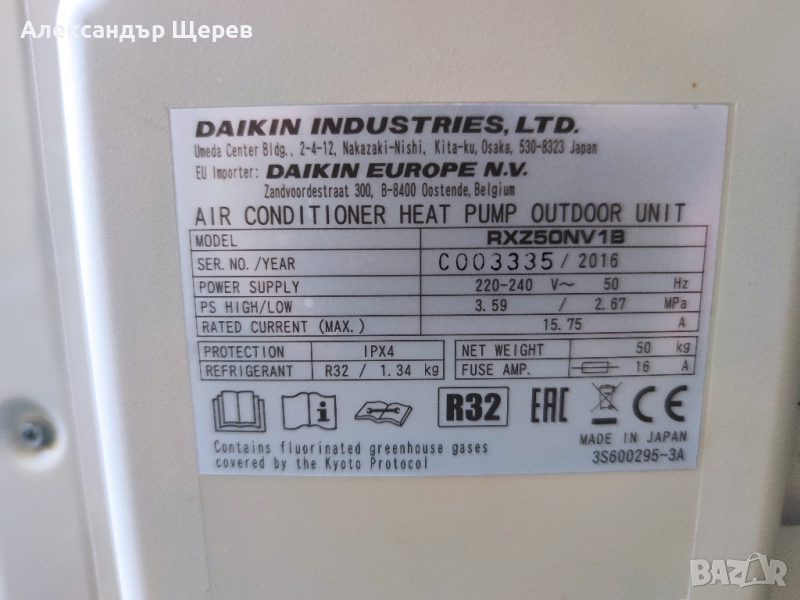 Александър Щерев
DAIKIN INDUSTRIES, LTD.
Umeda Center Bldg., 2-4-12, Nakazaki-Nishi, Kita-ku, Osaka, 530-8323 Japan
EU Importer: DAIKIN EUROPE N.V.
Zandvoordestraat 300, B-8400 Oostende, Belgium
AIR CONDITIONER HEAT PUMP OUTDOOR UNIT
MODEL RXZ50NV1B
SER. NO. /YEAR C003335 / 2016
POWER SUPPLY 220-240 V~ 50 Hz
PS HIGH/LOW 3.59 / 2.67 MPa
RATED CURRENT (MAX.) 15.75 A
PROTECTION IPX4 NET WEIGHT 50 kg
REFRIGERANT R32 / 1.34 kg FUSE AMP. 16 A
R32 EAC CE
Contains fluorinated greenhouse gases
covered by the Kyoto Protocol
MADE IN JAPAN
3S600295-3A
BAZAR